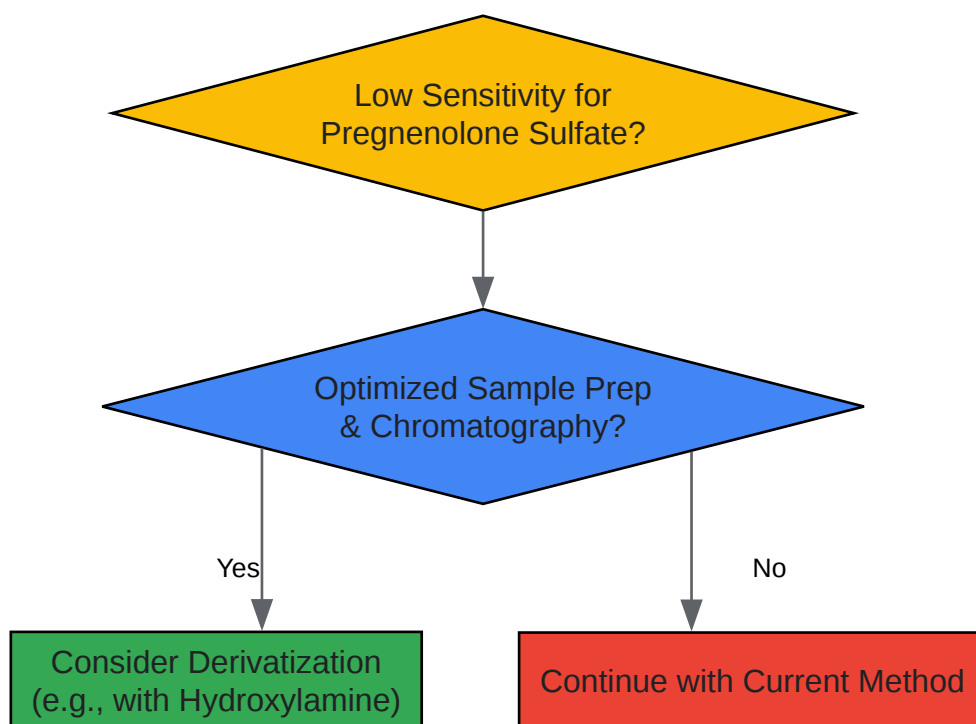 Low Sensitivity for
Pregnenolone Sulfate?
Optimized Sample Prep
& Chromatography?
Yes
No
Consider Derivatization
(e.g., with Hydroxylamine)
Continue with Current Method